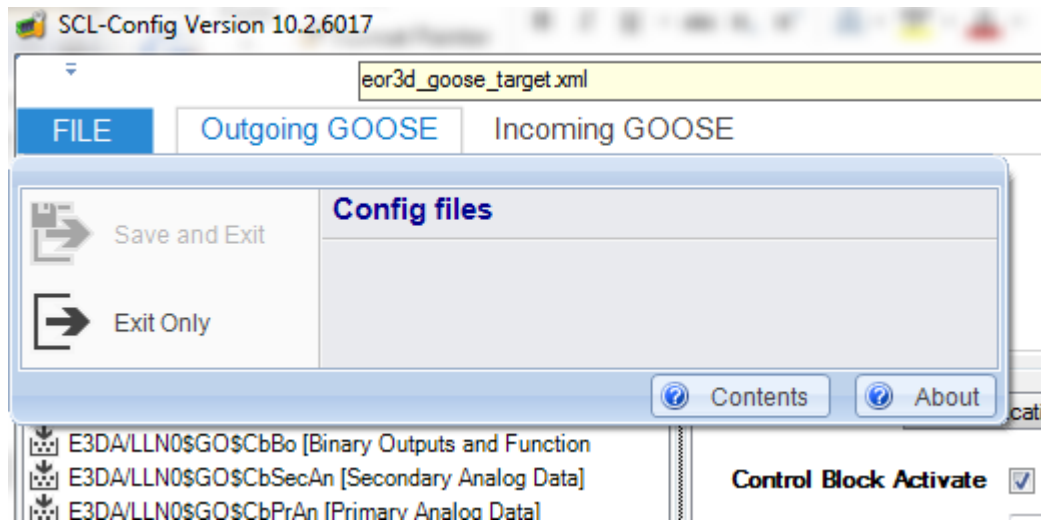 SCL-Config Version 10.2.6017
eor3d_goose_target.xml
FILE Outgoing GOOSE Incoming GOOSE
Config files
Save and Exit
Exit Only
Contents About
E3DA/LLN0$GO$CbBo [Binary Outputs and Function
E3DA/LLN0$GO$CbSecAn [Secondary Analog Data]
Control Block Activate
E3DA/LLN0$GO$CbPrAn [Primary Analog Data]